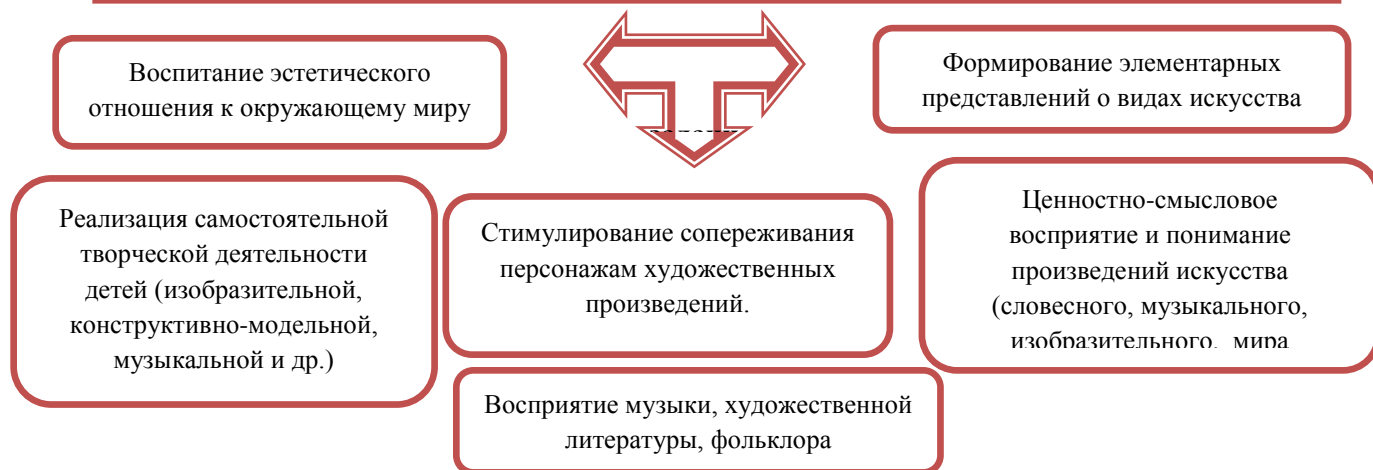 Воспитание эстетического
отношения к окружающему миру
Формирование элементарных
представлений о видах искусства
Реализация самостоятельной
творческой деятельности
детей (изобразительной,
конструктивно-модельной,
музыкальной и др.)
Стимулирование сопереживания
персонажам художественных
произведений.
Ценностно-смысловое
восприятие и понимание
произведений искусства
(словесного, музыкального,
изобразительного, мира
Восприятие музыки, художественной
литературы, фольклора